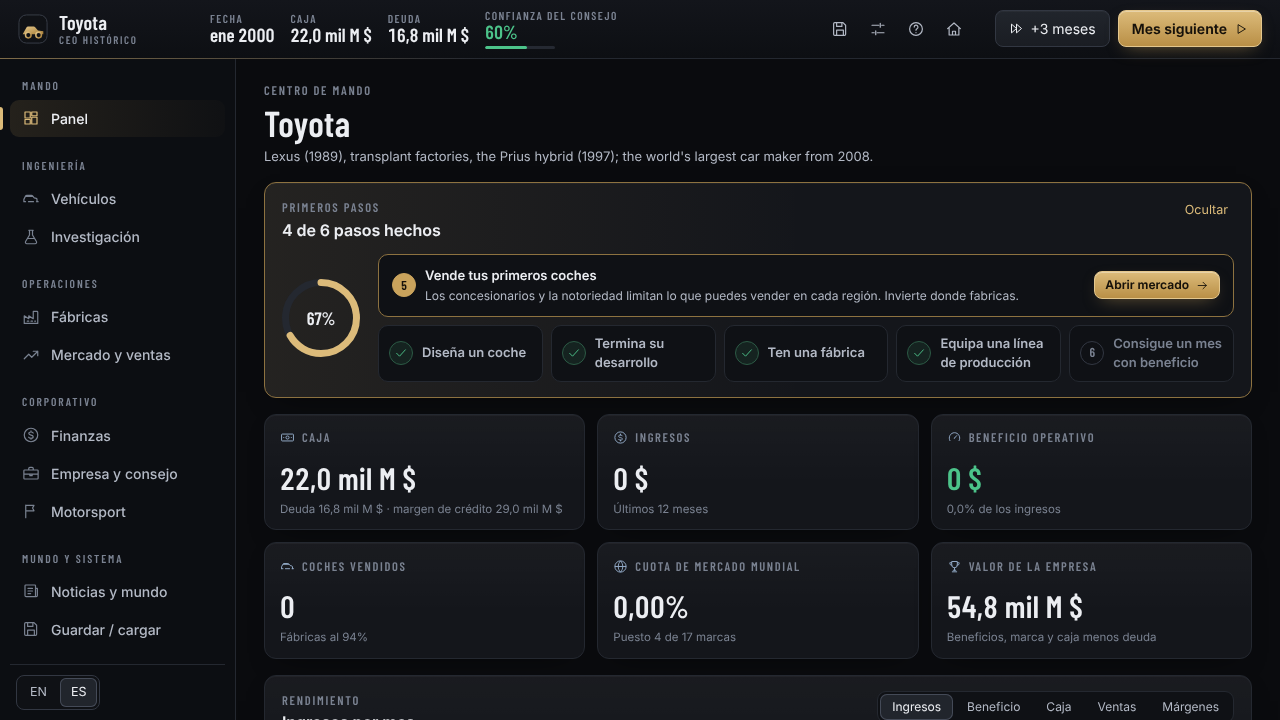 Toyota
CEO HISTÓRICO
FECHA
ene 2000
CAJA
22,0 mil M $
DEUDA
16,8 mil M $
CONFIANZA DEL CONSEJO
60%
+3 meses
Mes siguiente
MANDO
Panel
INGENIERÍA
Vehículos
Investigación
OPERACIONES
Fábricas
Mercado y ventas
CORPORATIVO
Finanzas
Empresa y consejo
Motorsport
MUNDO Y SISTEMA
Noticias y mundo
Guardar / cargar
EN
ES
CENTRO DE MANDO
Toyota
Lexus (1989), transplant factories, the Prius hybrid (1997); the world's largest car maker from 2008.
PRIMEROS PASOS
Ocultar
4 de 6 pasos hechos
67%
5
Vende tus primeros coches
Los concesionarios y la notoriedad limitan lo que puedes vender en cada región. Invierte donde fabricas.
Abrir mercado
Diseña un coche
Termina su
desarrollo
Ten una fábrica
Equipa una línea
de producción
6
Consigue un mes
con beneficio
CAJA
22,0 mil M $
Deuda 16,8 mil M $ · margen de crédito 29,0 mil M $
INGRESOS
0 $
Últimos 12 meses
BENEFICIO OPERATIVO
0 $
0,0% de los ingresos
COCHES VENDIDOS
0
Fábricas al 94%
CUOTA DE MERCADO MUNDIAL
0,00%
Puesto 4 de 17 marcas
VALOR DE LA EMPRESA
54,8 mil M $
Beneficios, marca y caja menos deuda
RENDIMIENTO
Ingresos por mes
Ingresos
Beneficio
Caja
Ventas
Márgenes